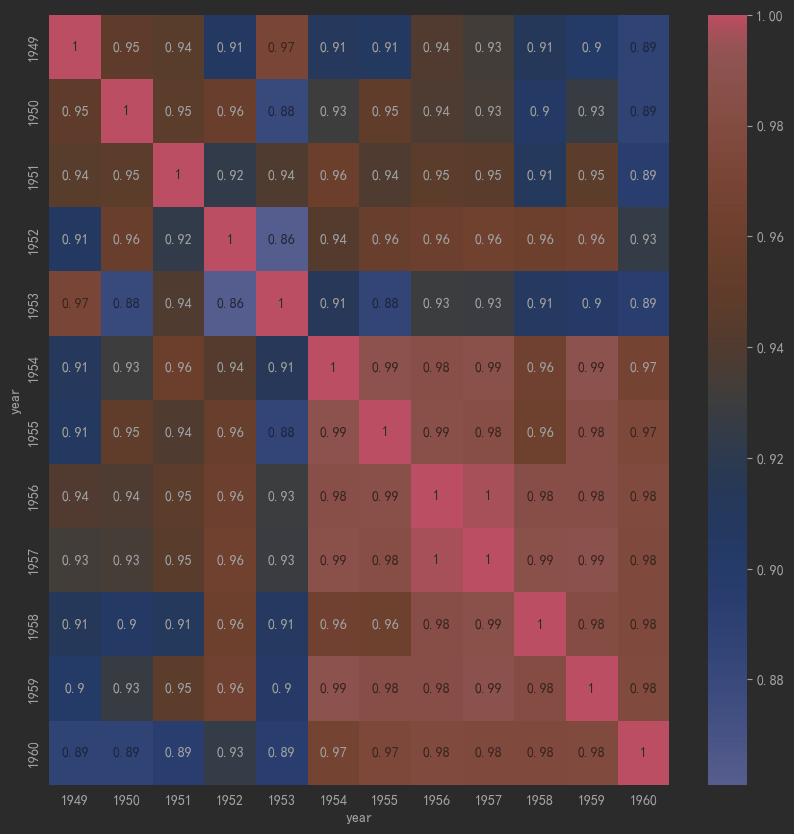 1949 1 0.95 0.94 0.91 0.97 0.91 0.91 0.94 0.93 0.91 0.9 0.89
1950 0.95 1 0.95 0.96 0.88 0.93 0.95 0.94 0.93 0.9 0.93 0.89
1951 0.94 0.95 1 0.92 0.94 0.96 0.94 0.95 0.95 0.91 0.95 0.89
1952 0.91 0.96 0.92 1 0.86 0.94 0.96 0.96 0.96 0.96 0.96 0.93
1953 0.97 0.88 0.94 0.86 1 0.91 0.88 0.93 0.93 0.91 0.9 0.89
1954 0.91 0.93 0.96 0.94 0.91 1 0.99 0.98 0.99 0.96 0.99 0.97
year
1955 0.91 0.95 0.94 0.96 0.88 0.99 1 0.99 0.98 0.96 0.98 0.97
1956 0.94 0.94 0.95 0.96 0.93 0.98 0.99 1 1 0.98 0.98 0.98
1957 0.93 0.93 0.95 0.96 0.93 0.99 0.98 1 1 0.99 0.99 0.98
1958 0.91 0.9 0.91 0.96 0.91 0.96 0.96 0.98 0.99 1 0.98 0.98
1959 0.9 0.93 0.95 0.96 0.9 0.99 0.98 0.98 0.99 0.98 1 0.98
1960 0.89 0.89 0.89 0.93 0.89 0.97 0.97 0.98 0.98 0.98 0.98 1
1949 1950 1951 1952 1953 1954 1955 1956 1957 1958 1959 1960
year
1.00
0.98
0.96
0.94
0.92
0.90
0.88